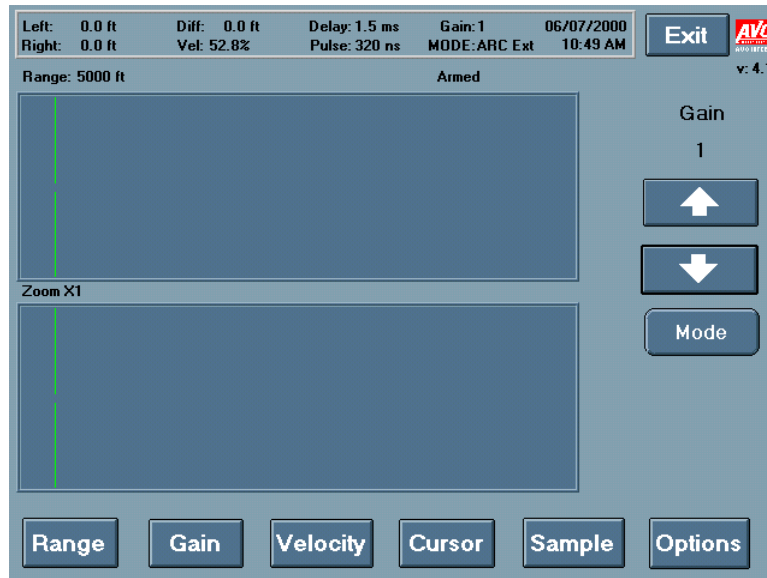 Left: 0.0 ft Diff: 0.0 ft Delay: 1.5 ms Gain: 1 06/07/2000
Right: 0.0 ft Vel: 52.8% Pulse: 320 ns MODE:ARC Ext 10:49 AM
Exit
AVO
Range: 5000 ft Armed
Gain
1
Zoom X1
Mode
Range Gain Velocity Cursor Sample Options